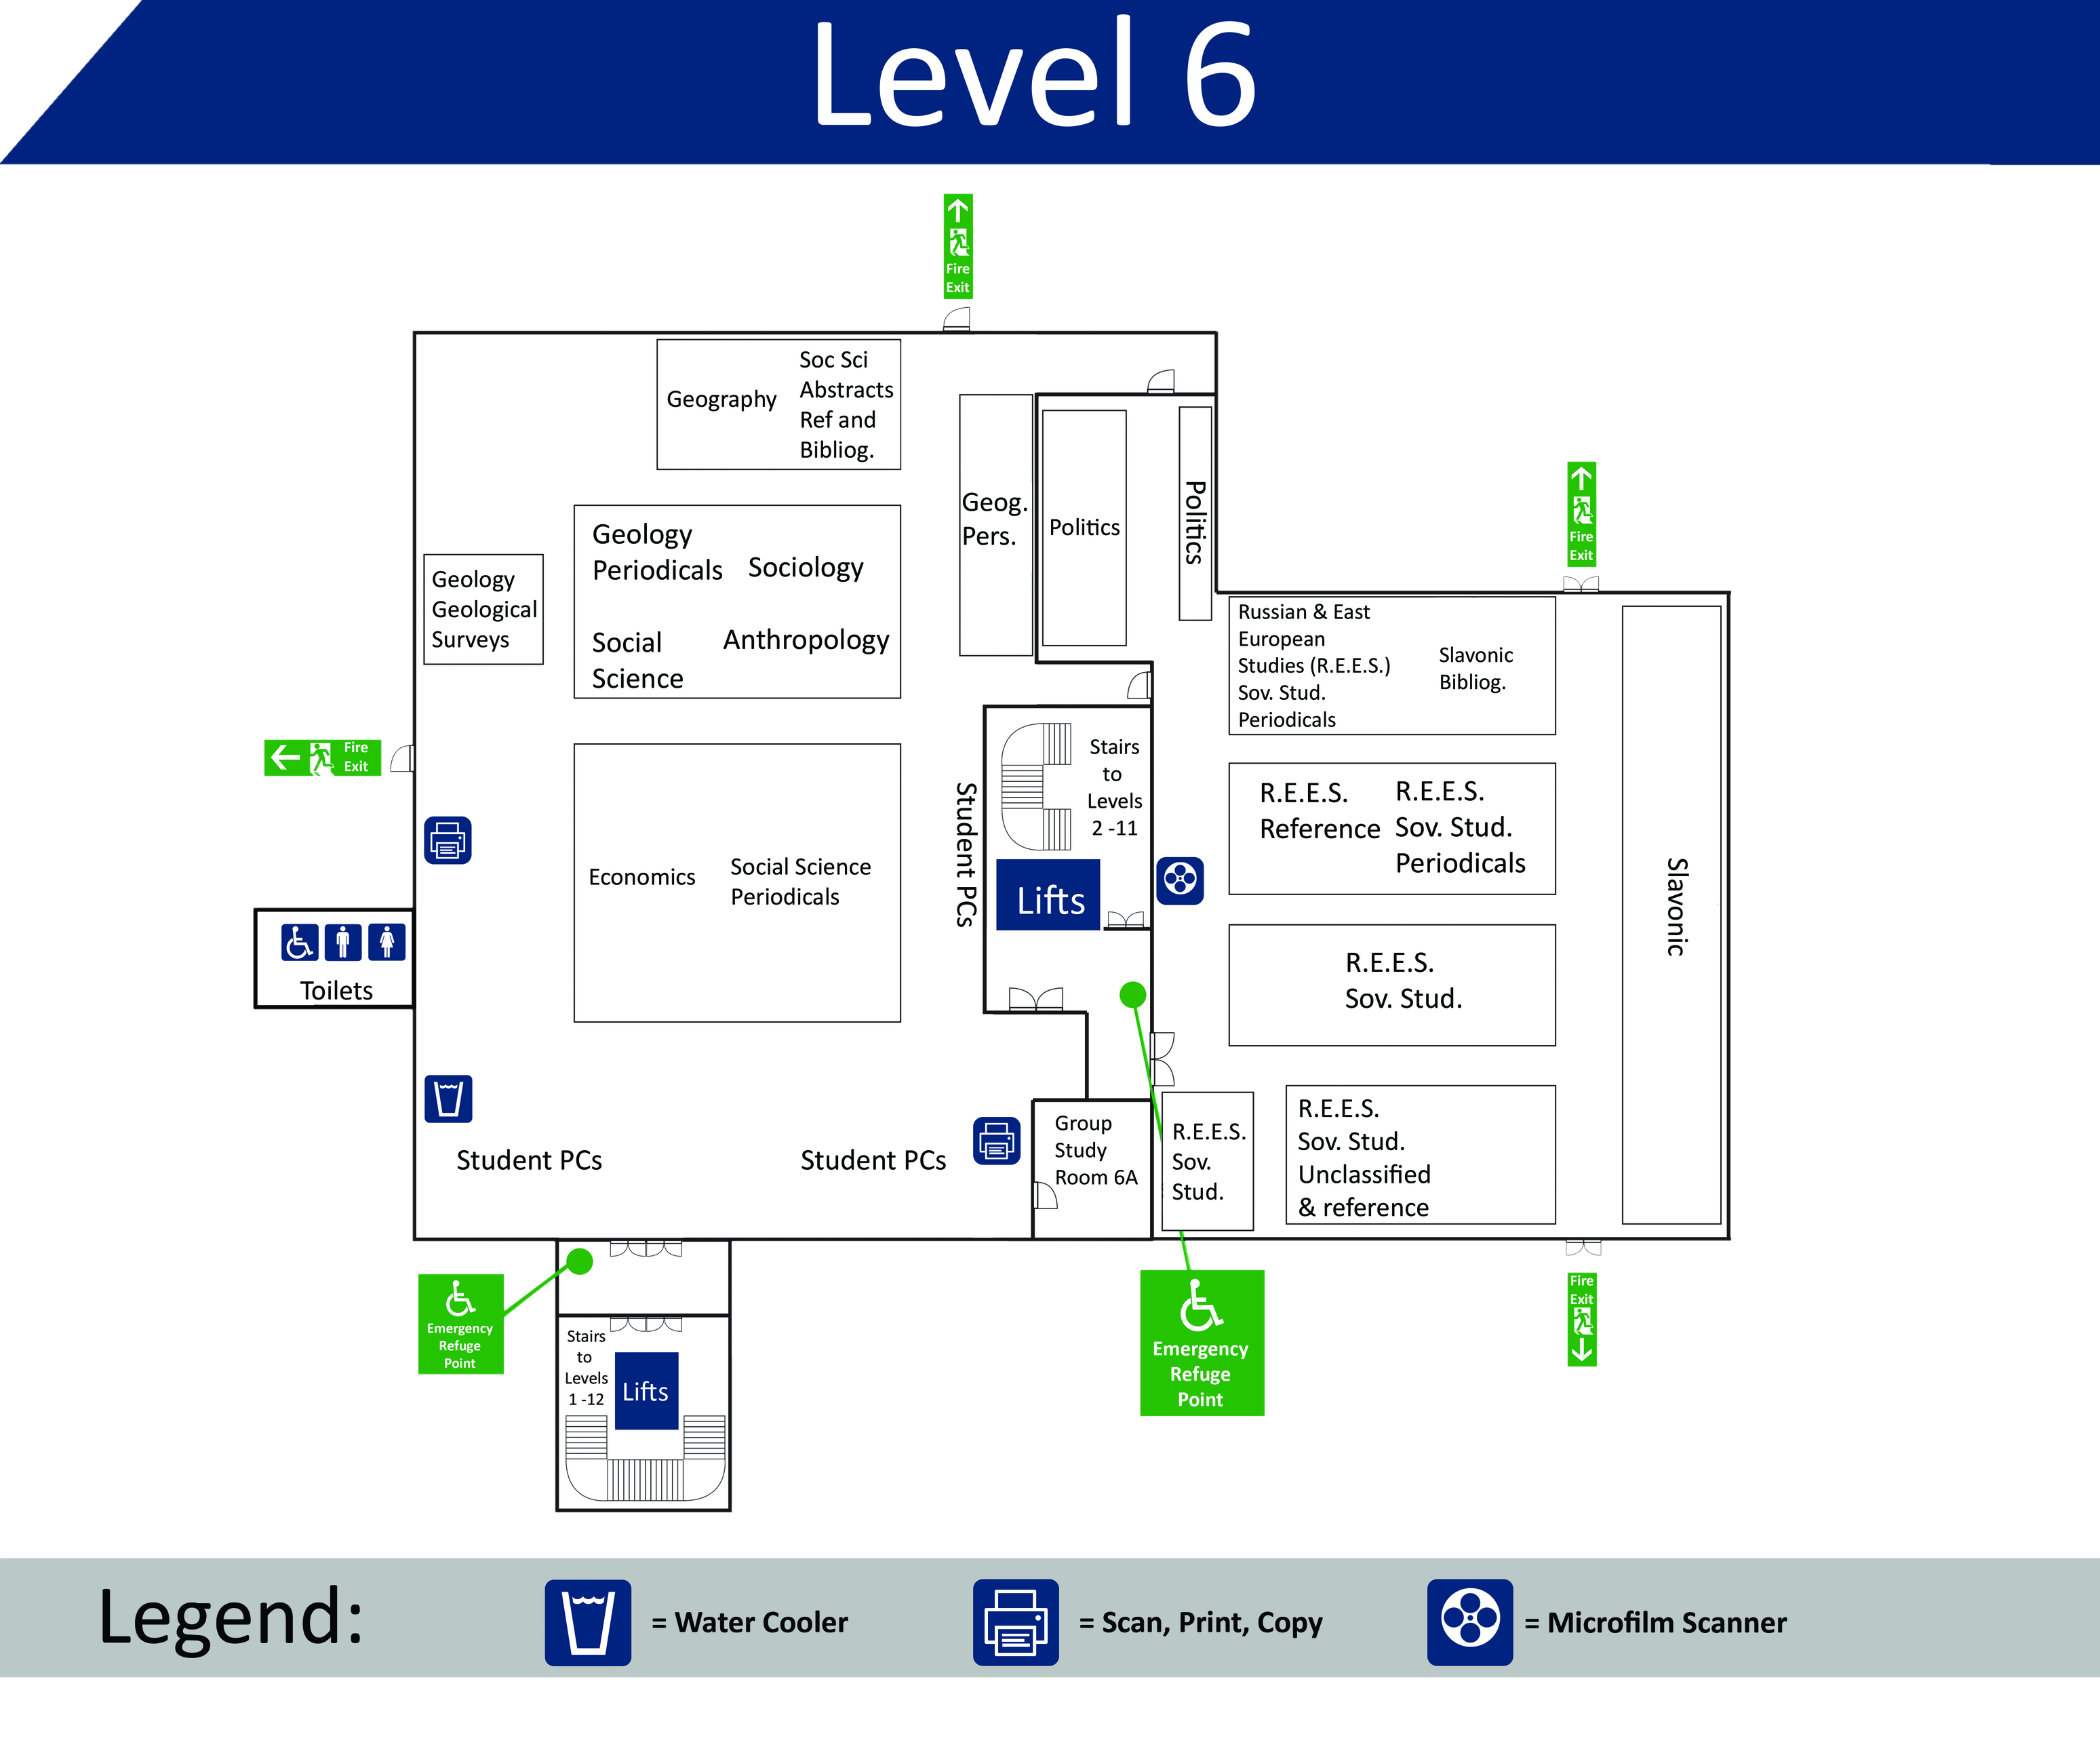 Level 6
Fire
Exit
Soc Sci
Abstracts
Ref and
Bibliog.
Geography
Geog.
Pers.
Politics
Politics
Fire
Exit
Geology
Periodicals
Sociology
Social
Science
Anthropology
Geology
Geological
Surveys
Russian & East
European
Studies (R.E.E.S.)
Sov. Stud.
Periodicals
Slavonic
Bibliog.
Fire
Exit
Stairs
to
Levels
2 -11
Student PCs
Lifts
Economics
Social Science
Periodicals
R.E.E.S.
Reference
R.E.E.S.
Sov. Stud.
Periodicals
Slavonic
Toilets
R.E.E.S.
Sov. Stud.
Student PCs
Student PCs
Group
Study
Room 6A
R.E.E.S.
Sov.
Stud.
R.E.E.S.
Sov. Stud.
Unclassified
& reference
Emergency
Refuge
Point
Stairs
to
Levels
1 -12
Lifts
Emergency
Refuge
Point
Fire
Exit
Legend:
= Water Cooler
= Scan, Print, Copy
= Microfilm Scanner